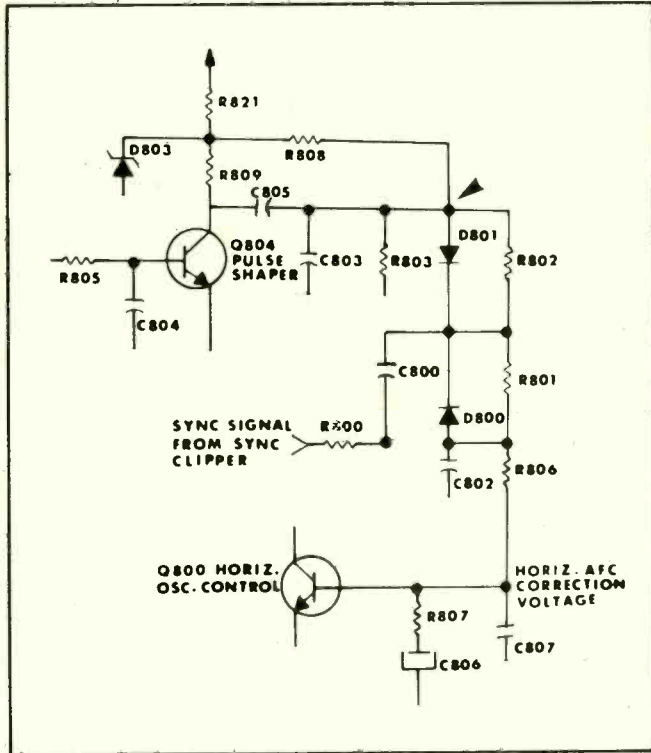 R821
D803
R808
R809
C805
D801
Q804
PULSE
SHAPER
C803
R803
R802
R805
C804
C800
R801
SYNC SIGNAL
FROM SYNC
CLIPPER
R800
D800
C802
R806
Q800 HORIZ.
OSC. CONTROL
HORIZ. AFC
CORRECTION
VOLTAGE
R807
C807
C806